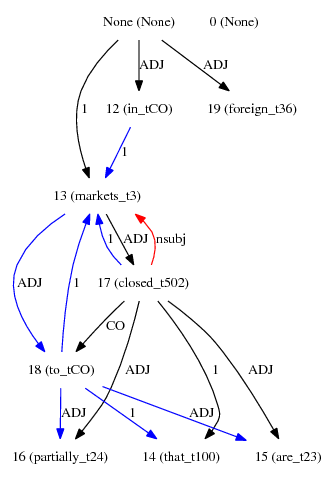 None (None) 0 (None)
ADJ ADJ
1 12 (in_tCO) 19 (foreign_t36)
1
13 (markets_t3)
ADJ 1 1 ADJ nsubj
17 (closed_t502)
CO
18 (to_tCO) ADJ 1 ADJ
ADJ 1 ADJ
16 (partially_t24) 14 (that_t100) 15 (are_t23)